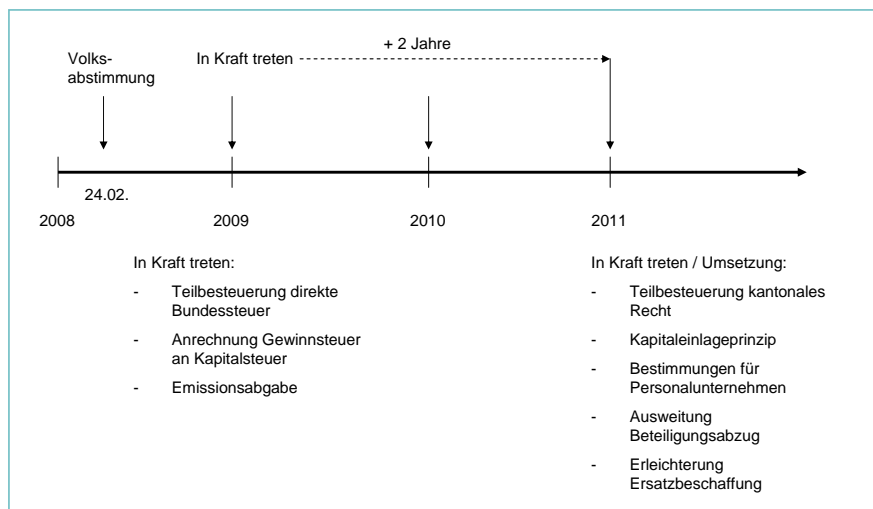 + 2 Jahre
Volks-
abstimmung
In Kraft treten
24.02.
2008
2009
2010
2011
In Kraft treten:
- Teilbesteuerung direkte
Bundessteuer
- Anrechnung Gewinnsteuer
an Kapitalsteuer
- Emissionsabgabe
In Kraft treten / Umsetzung:
- Teilbesteuerung kantonales
Recht
- Kapitaleinlageprinzip
- Bestimmungen für
Personalunternehmen
- Ausweitung
Beteiligungsabzug
- Erleichterung
Ersatzbeschaffung